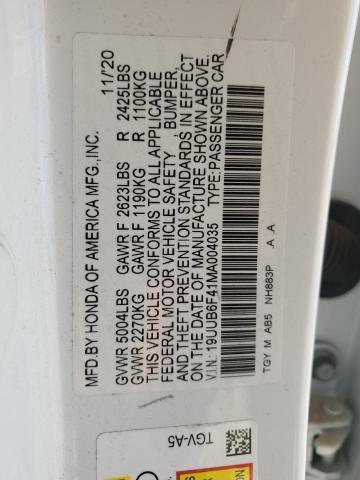 MFD.BY HONDA OF AMERICA MFG.,INC. 11/'20
GVWR 5004LBS GAWR F 2623LBS R 2425LBS
GVWR 2270KG GAWR F 1190KG R 1100KG
THIS VEHICLE CONFORMS TO ALL APPLICABLE
FEDERAL MOTOR VEHICLE SAFETY , BUMPER,
AND THEFT PREVENTION STANDARDS IN EFFECT
ON THE DATE OF MANUFACTURE SHOWN ABOVE.
V.I.N.: 19UUB6F41MA004035 TYPE:PASSENGER CAR
TGY M AB5 NH883P A A
TGV-A5